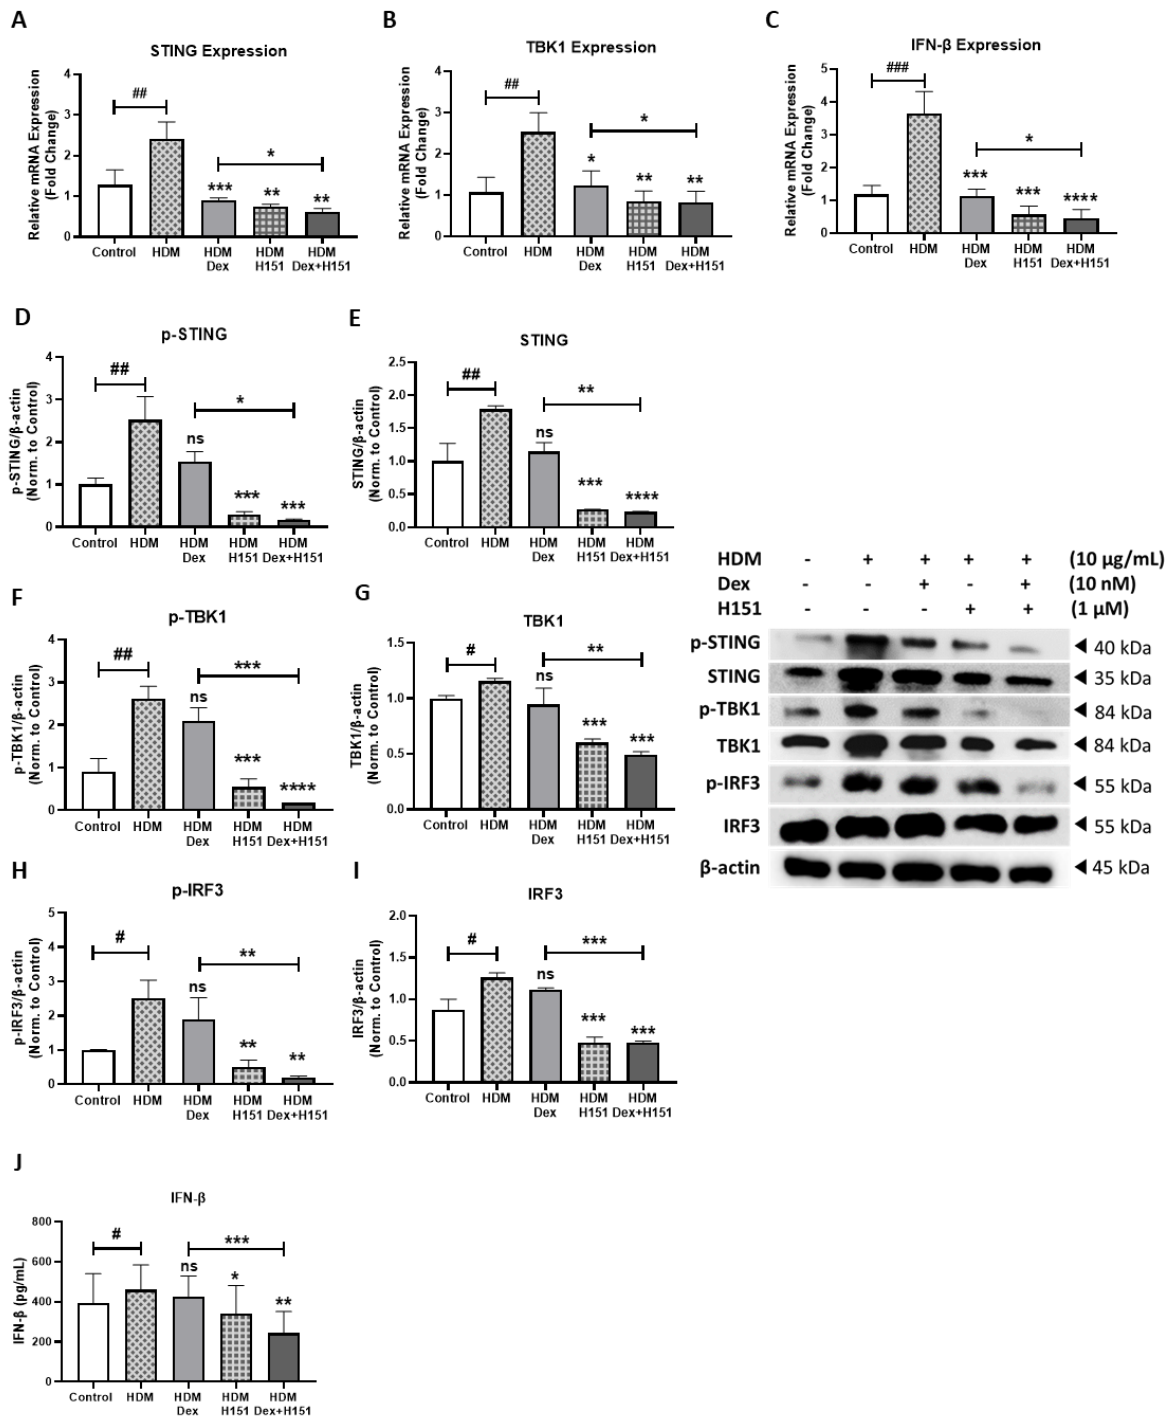 A
STING Expression
Relative mRNA Expression
(Fold Change)
4
3
2
1
0
##
*
***
**
**
Control
HDM
HDM
Dex
HDM
H151
HDM
Dex+H151
B
TBK1 Expression
Relative mRNA Expression
(Fold Change)
4
3
2
1
0
##
*
*
**
**
Control
HDM
HDM
Dex
HDM
H151
HDM
Dex+H151
C
IFN-β Expression
Relative mRNA Expression
(Fold Change)
5
4
3
2
1
0
###
*
***
***
****
Control
HDM
HDM
Dex
HDM
H151
HDM
Dex+H151
D
p-STING
p-STING/β-actin
(Norm. to Control)
4
3
2
1
0
##
*
ns
***
***
Control
HDM
HDM
Dex
HDM
H151
HDM
Dex+H151
E
STING
STING/β-actin
(Norm. to Control)
2.5
2.0
1.5
1.0
0.5
0.0
##
**
ns
***
****
Control
HDM
HDM
Dex
HDM
H151
HDM
Dex+H151
F
p-TBK1
p-TBK1/β-actin
(Norm. to Control)
4
3
2
1
0
##
***
ns
***
****
Control
HDM
HDM
Dex
HDM
H151
HDM
Dex+H151
G
TBK1
TBK1/β-actin
(Norm. to Control)
1.5
1.0
0.5
0.0
#
**
ns
***
***
Control
HDM
HDM
Dex
HDM
H151
HDM
Dex+H151
HDM - + + + + (10 µg/mL)
Dex - - + - + (10 nM)
H151 - - - + + (1 µM)
p-STING ◄ 40 kDa
STING ◄ 35 kDa
p-TBK1 ◄ 84 kDa
TBK1 ◄ 84 kDa
p-IRF3 ◄ 55 kDa
IRF3 ◄ 55 kDa
β-actin ◄ 45 kDa
H
p-IRF3
p-IRF3/β-actin
(Norm. to Control)
5
4
3
2
1
0
#
**
ns
**
**
Control
HDM
HDM
Dex
HDM
H151
HDM
Dex+H151
I
IRF3
IRF3/β-actin
(Norm. to Control)
2.0
1.5
1.0
0.5
0.0
#
***
ns
***
***
Control
HDM
HDM
Dex
HDM
H151
HDM
Dex+H151
J
IFN-β
IFN-β (pg/mL)
800
600
400
200
0
#
***
ns
*
**
Control
HDM
HDM
Dex
HDM
H151
HDM
Dex+H151